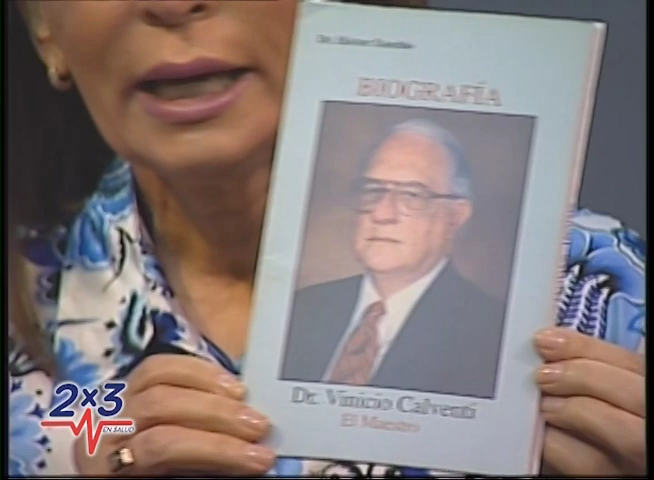 BIOGRAFÍA
Dr. Vinicio Calventi
El Maestro
2x3
EN SALUD